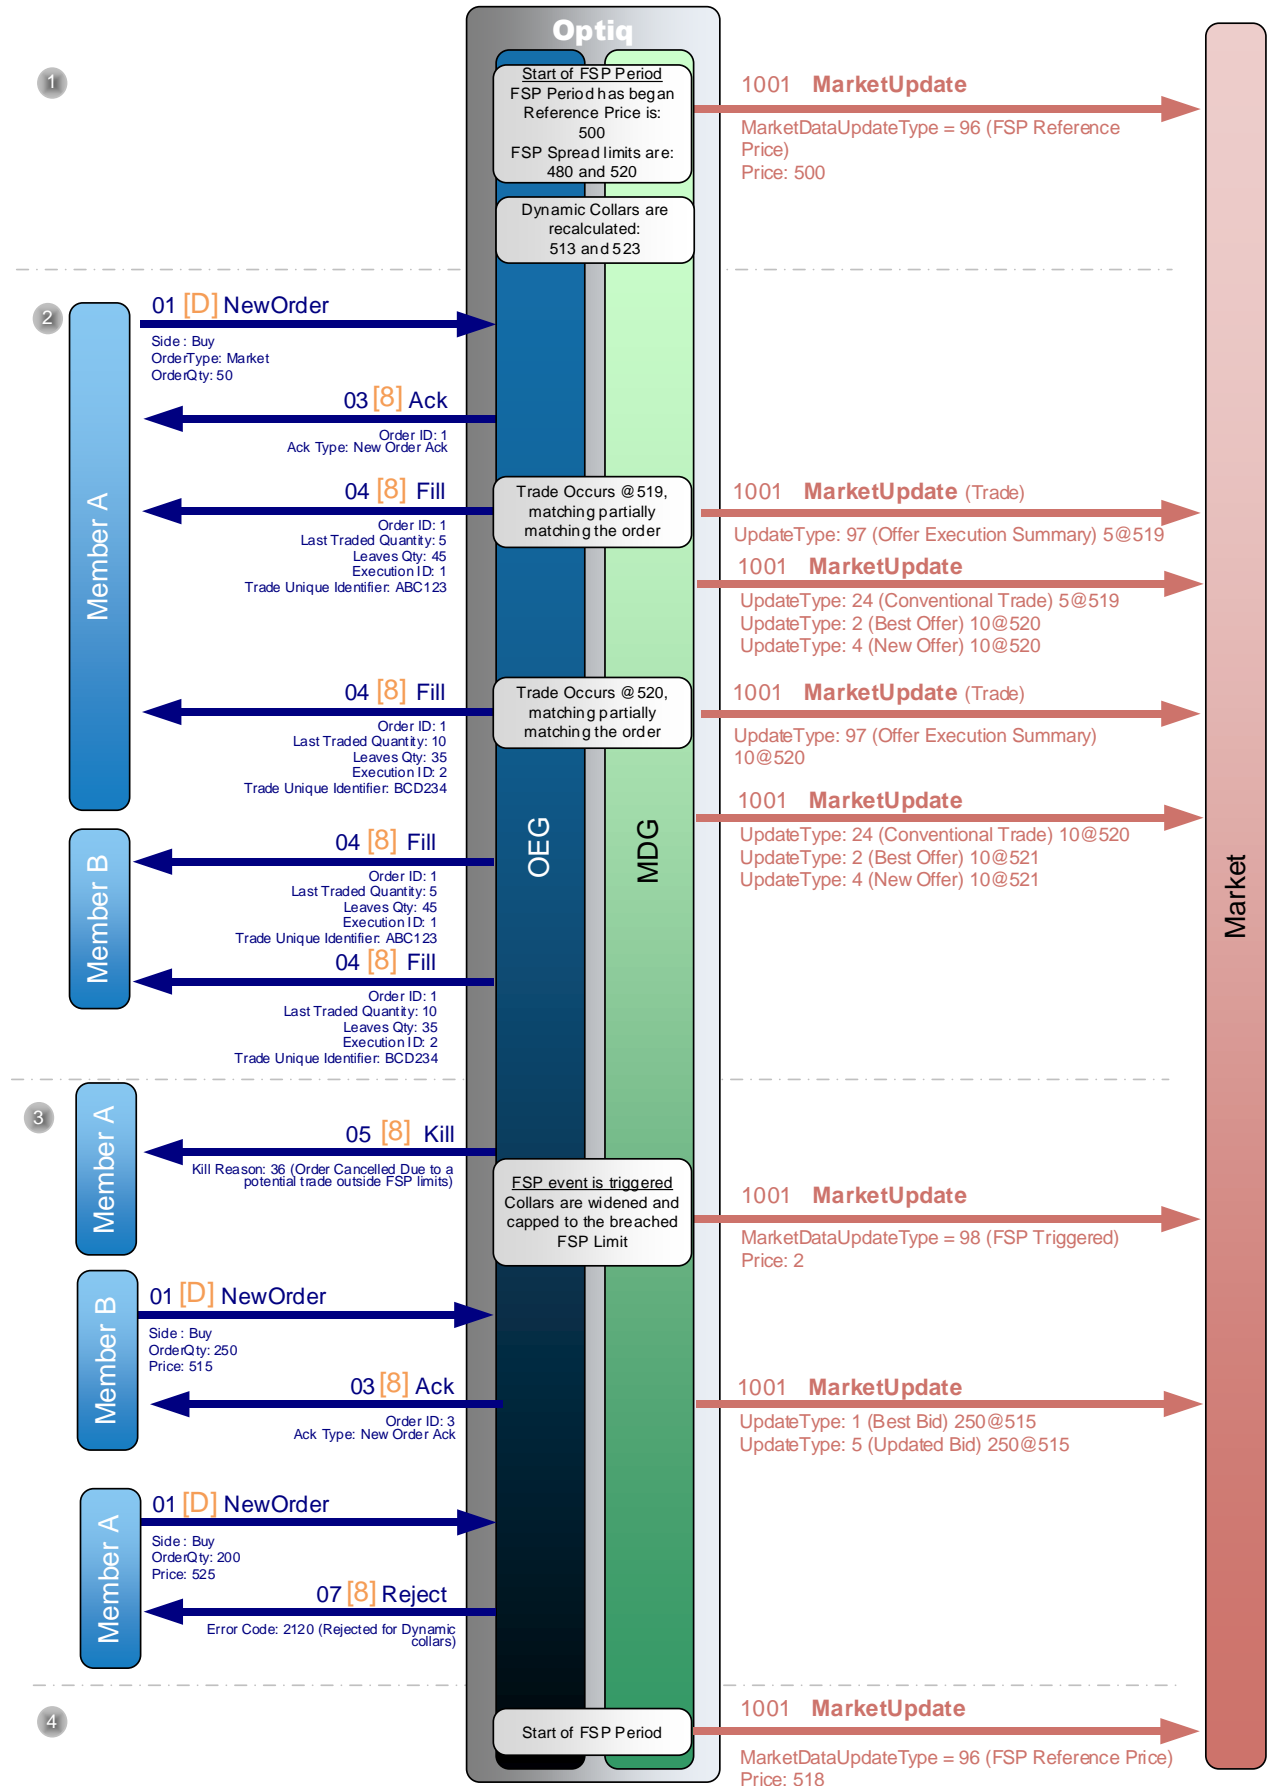 Optiq
1
Start of FSP Period
FSP Period has began
Reference Price is:
500
FSP Spread limits are:
480 and 520
1001 MarketUpdate
MarketDataUpdateType = 96 (FSP Reference
Price)
Price: 500
Dynamic Collars are
recalculated:
513 and 523
2
Member A
01 [D] NewOrder
Side : Buy
OrderType: Market
OrderQty: 50
03 [8] Ack
Order ID: 1
Ack Type: New Order Ack
04 [8] Fill
Order ID: 1
Last Traded Quantity: 5
Leaves Qty: 45
Execution ID: 1
Trade Unique Identifier: ABC123
Trade Occurs @519,
matching partially
matching the order
1001 MarketUpdate (Trade)
UpdateType: 97 (Offer Execution Summary) 5@519
1001 MarketUpdate
UpdateType: 24 (Conventional Trade) 5@519
UpdateType: 2 (Best Offer) 10@520
UpdateType: 4 (New Offer) 10@520
04 [8] Fill
Order ID: 1
Last Traded Quantity: 10
Leaves Qty: 35
Execution ID: 2
Trade Unique Identifier: BCD234
Trade Occurs @520,
matching partially
matching the order
1001 MarketUpdate (Trade)
UpdateType: 97 (Offer Execution Summary)
10@520
1001 MarketUpdate
UpdateType: 24 (Conventional Trade) 10@520
UpdateType: 2 (Best Offer) 10@521
UpdateType: 4 (New Offer) 10@521
OEG
MDG
Market
Member B
04 [8] Fill
Order ID: 1
Last Traded Quantity: 5
Leaves Qty: 45
Execution ID: 1
Trade Unique Identifier: ABC123
04 [8] Fill
Order ID: 1
Last Traded Quantity: 10
Leaves Qty: 35
Execution ID: 2
Trade Unique Identifier: BCD234
3
Member A
05 [8] Kill
Kill Reason: 36 (Order Cancelled Due to a
potential trade outside FSP limits)
FSP event is triggered
Collars are widened and
capped to the breached
FSP Limit
1001 MarketUpdate
MarketDataUpdateType = 98 (FSP Triggered)
Price: 2
Member B
01 [D] NewOrder
Side : Buy
OrderQty: 250
Price: 515
03 [8] Ack
Order ID: 3
Ack Type: New Order Ack
1001 MarketUpdate
UpdateType: 1 (Best Bid) 250@515
UpdateType: 5 (Updated Bid) 250@515
Member A
01 [D] NewOrder
Side : Buy
OrderQty: 200
Price: 525
07 [8] Reject
Error Code: 2120 (Rejected for Dynamic
collars)
4
Start of FSP Period
1001 MarketUpdate
MarketDataUpdateType = 96 (FSP Reference Price)
Price: 518